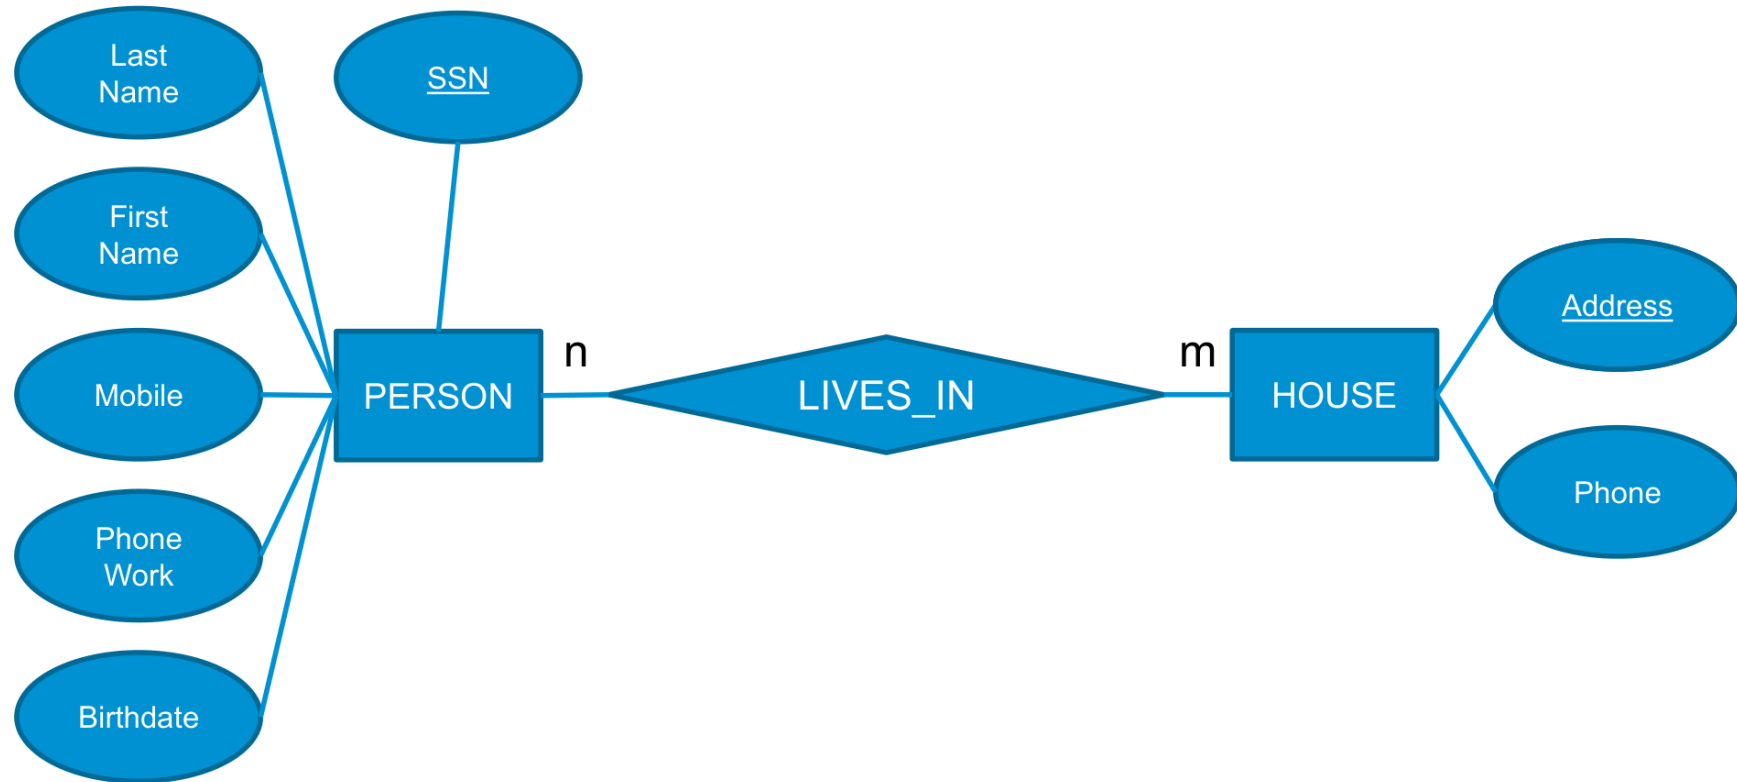 Last
Name
SSN
First
Name
Mobile
PERSON
n
LIVES_IN
m
HOUSE
Address
Phone
Phone
Work
Birthdate